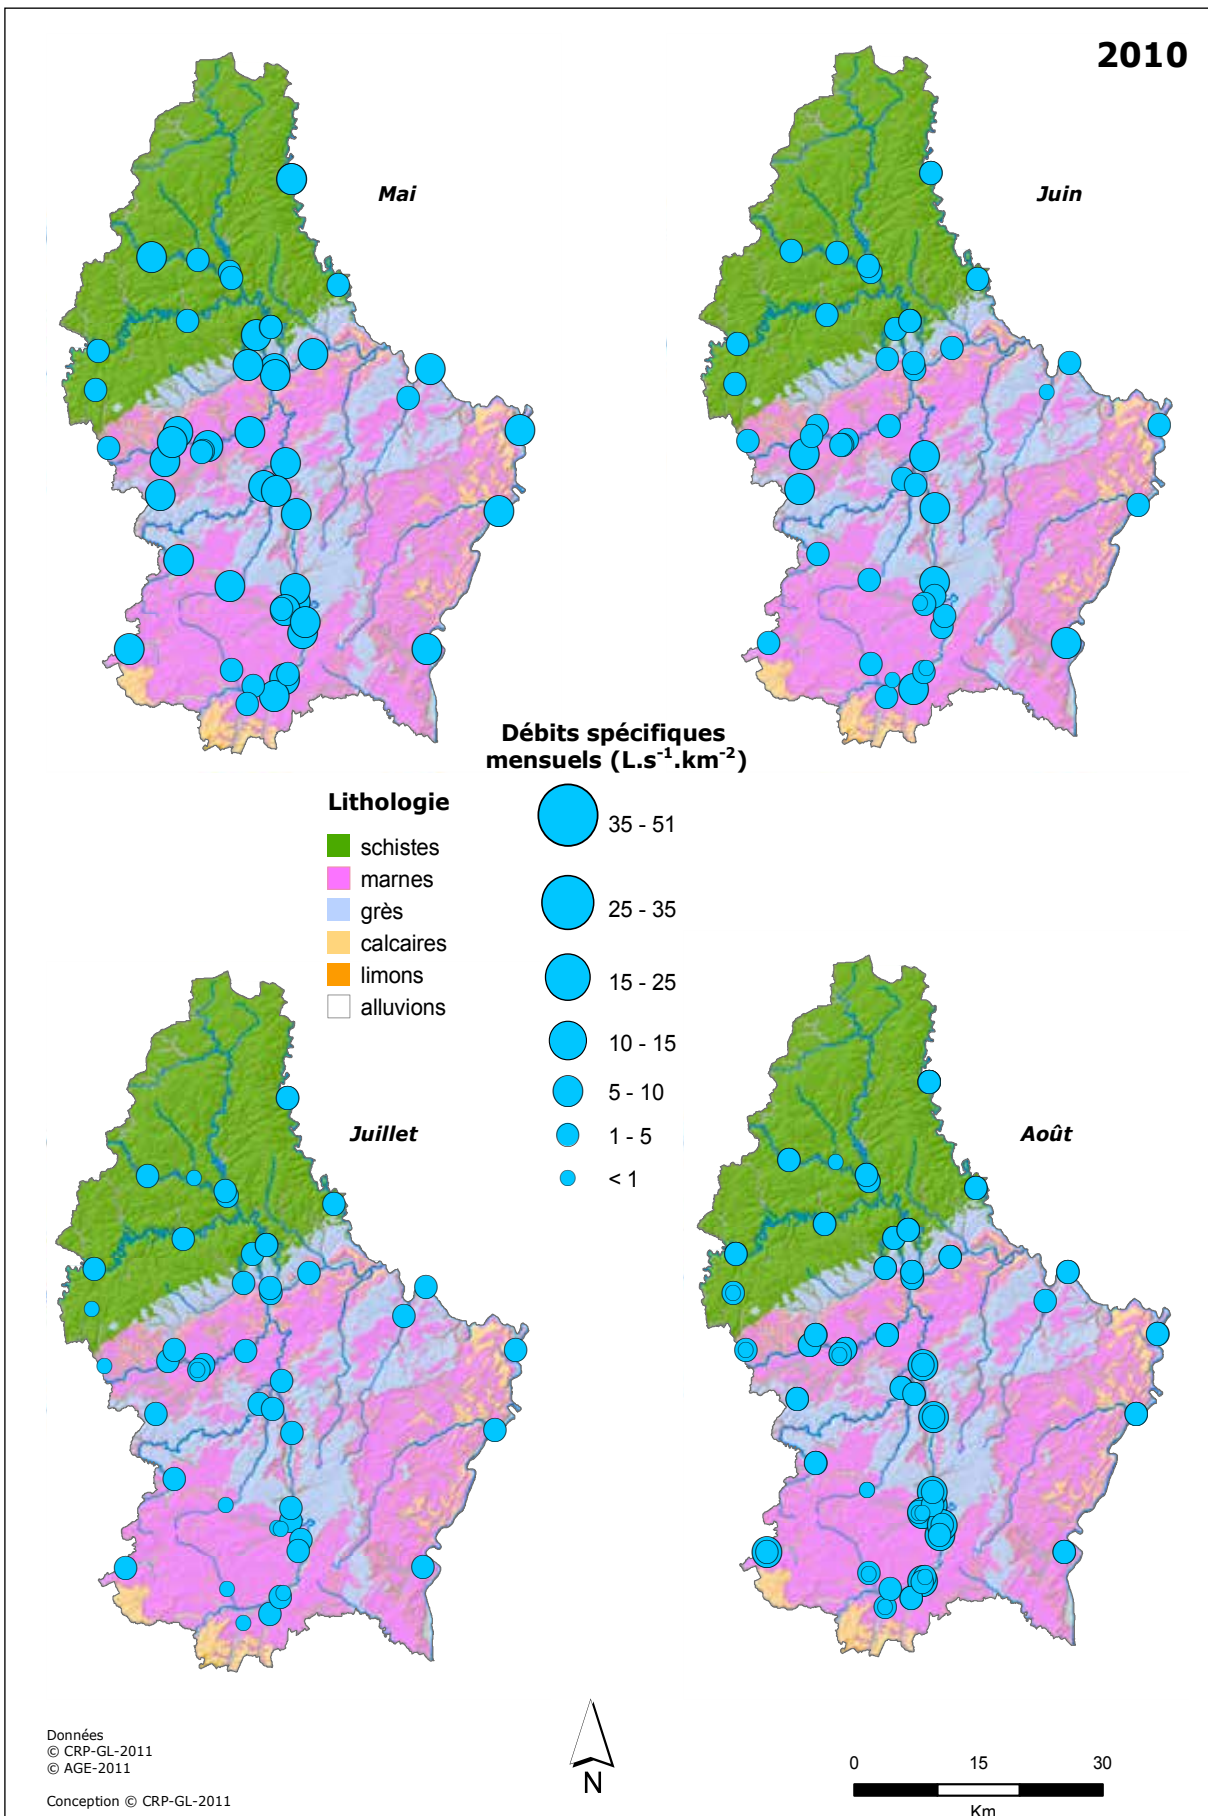 2010
Mai
Juin
Débits spécifiques
mensuels (L.s⁻¹.km⁻²)
Lithologie
schistes
marnes
grès
calcaires
limons
alluvions
35 - 51
25 - 35
15 - 25
10 - 15
5 - 10
1 - 5
< 1
Juillet
Août
Données
© CRP-GL-2011
© AGE-2011
Conception © CRP-GL-2011
N
0 15 30
Km